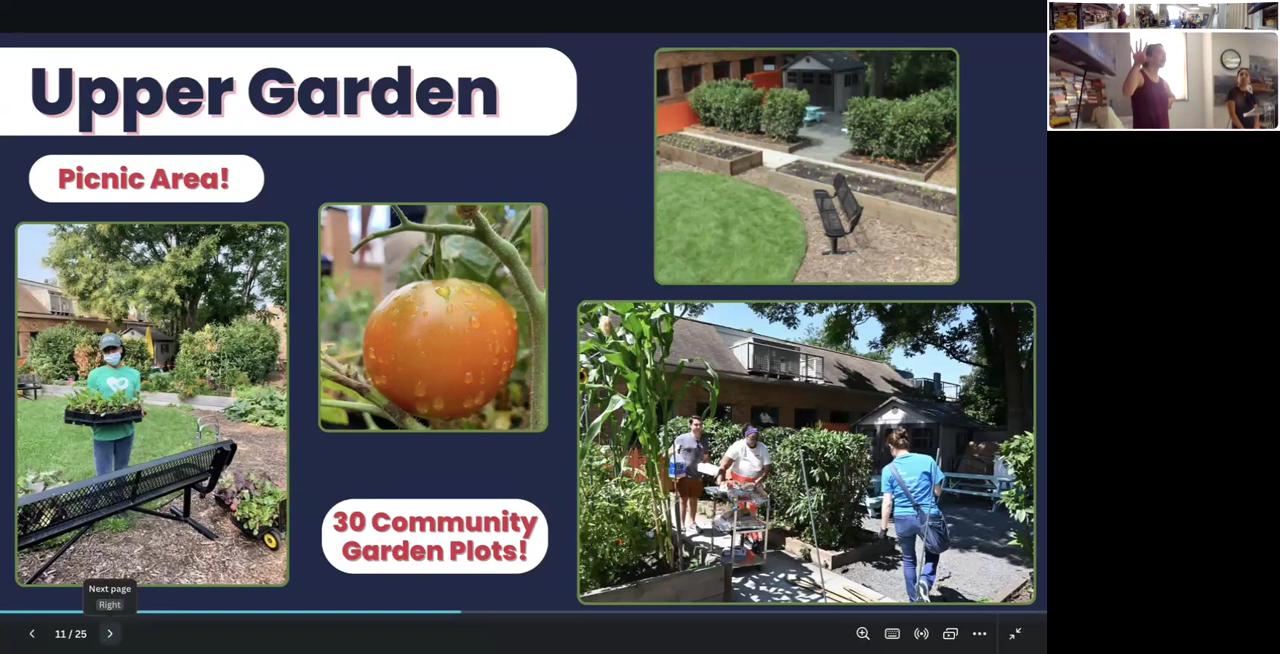 Upper Garden
Picnic Area!
30 Community
Garden Plots!
Next page
Right
11 / 25